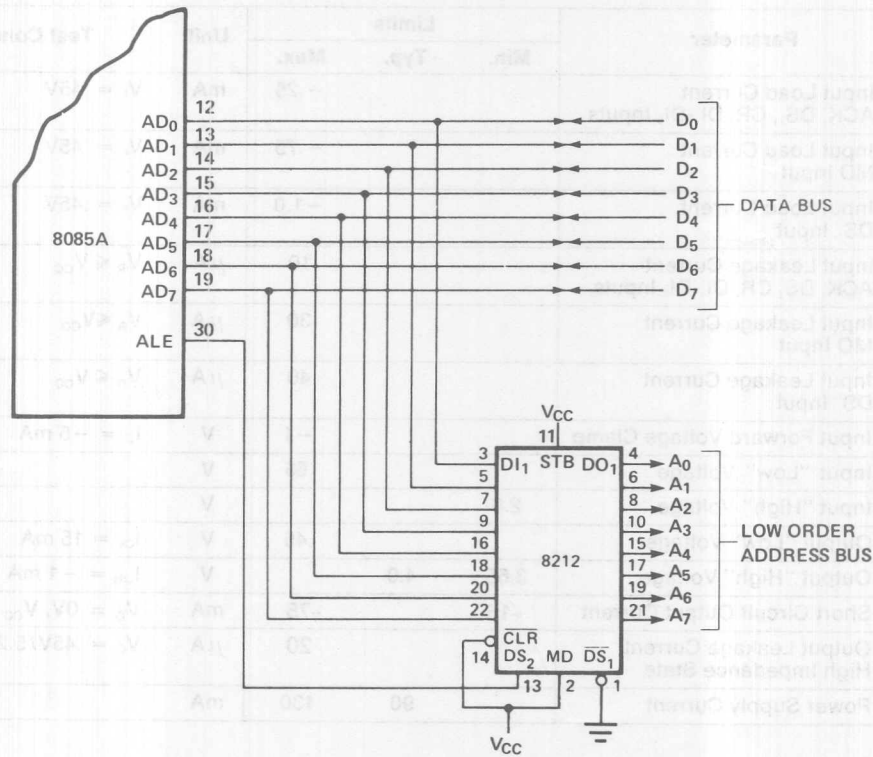 12
AD0
D0
13
AD1
D1
14
AD2
D2
15
AD3
D3
16
AD4
D4
17
AD5
D5
18
AD6
D6
19
AD7
D7
8085A
DATA BUS
30
ALE
VCC
11
3
DI1 STB DO1
4
A0
5
6
A1
7
8
A2
9
10
A3
16
15
A4
18
17
A5
20
19
A6
22
21
A7
8212
LOW ORDER
ADDRESS BUS
CLR
14
DS2 MD DS1
13
2
1
VCC